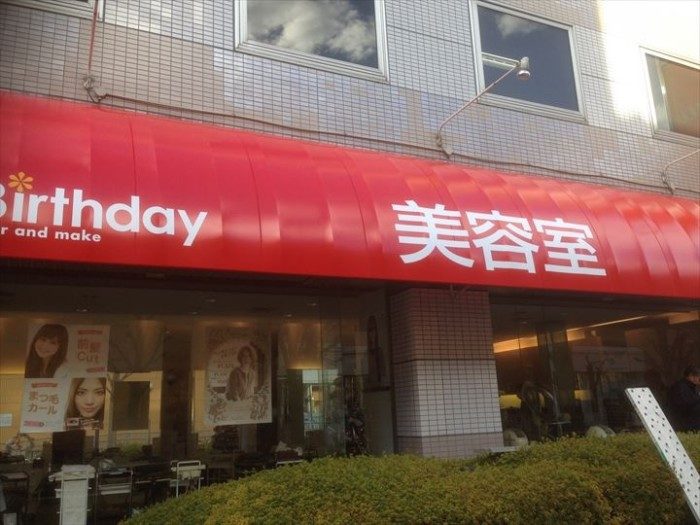 Birthday
r and make
美容室
前髪
Cut
まつ毛
カール